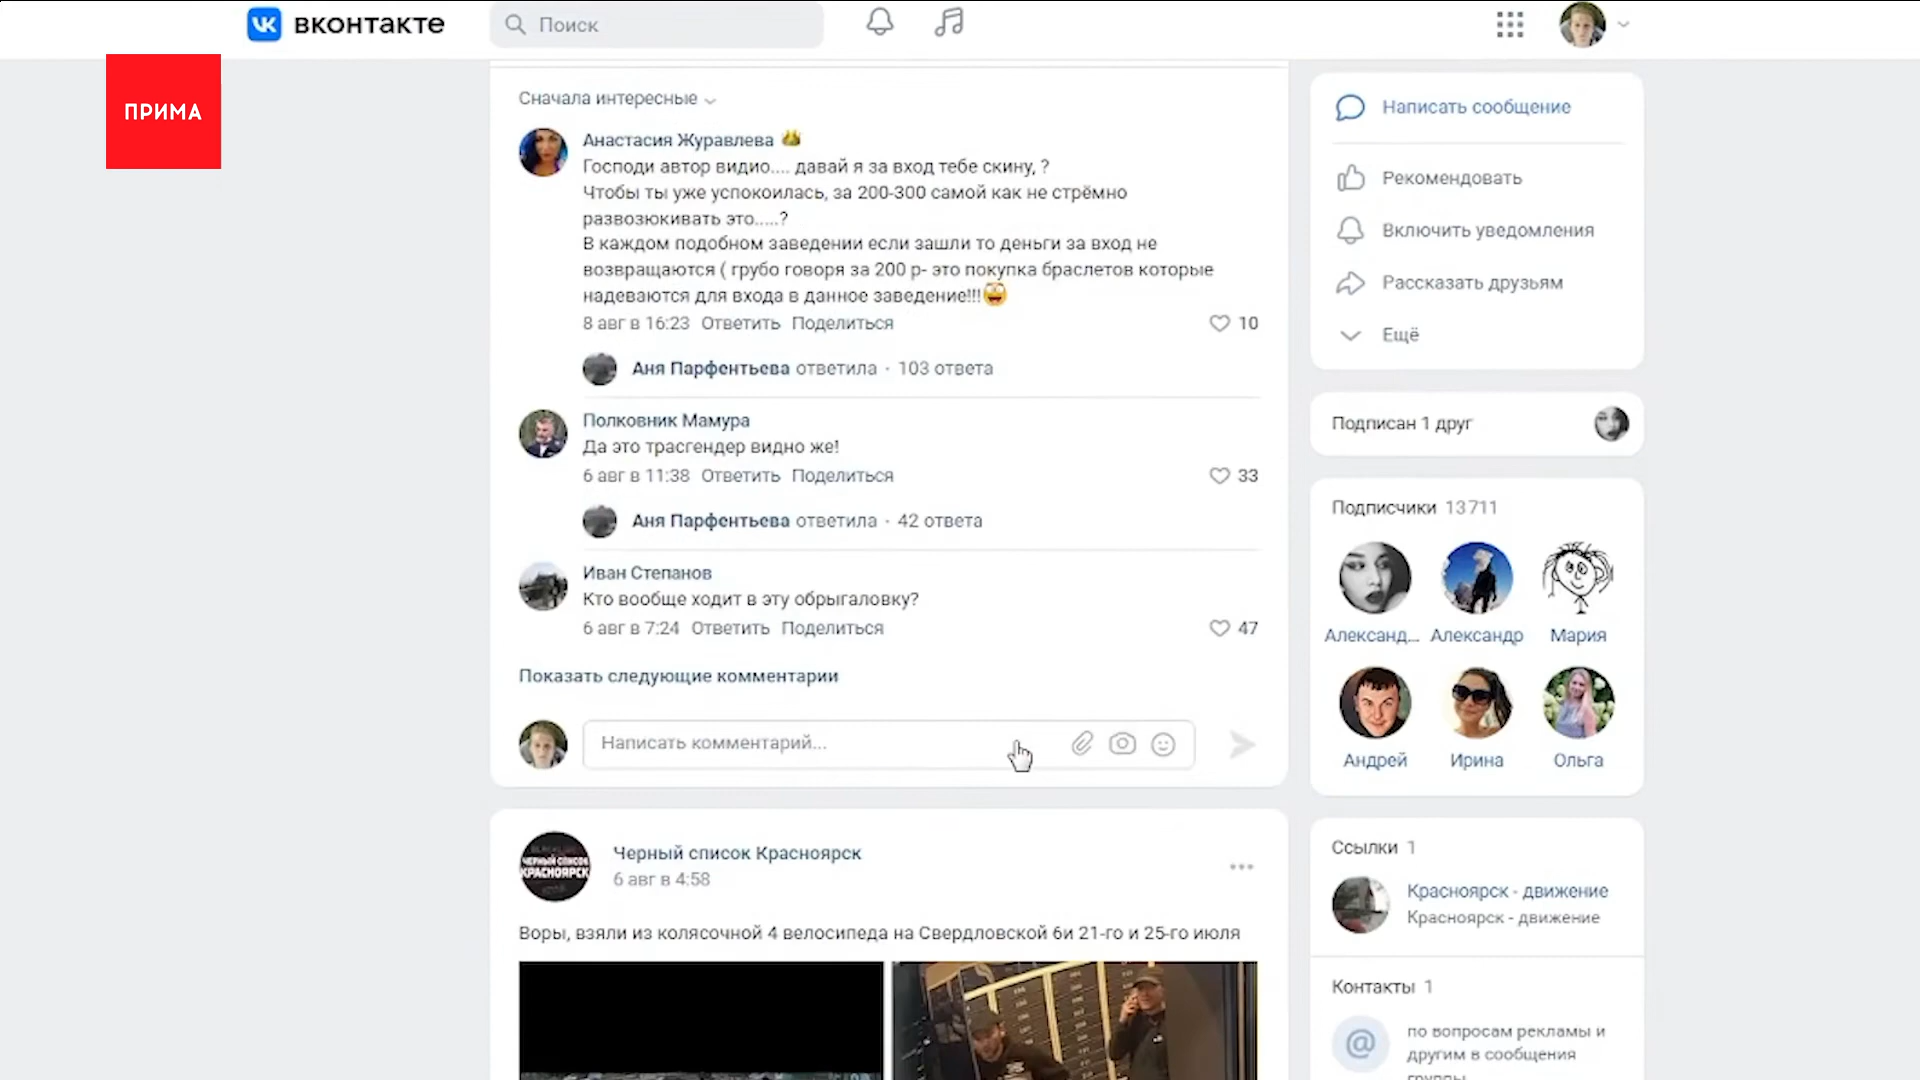 вконтакте
Поиск
ПРИМА
Сначала интересные
Анастасия Журавлева
Господи автор видио.... давай я за вход тебе скину, ?
Чтобы ты уже успокоилась, за 200-300 самой как не стрёмно
развозюкивать это.....?
В каждом подобном заведении если зашли то деньги за вход не
возвращаются ( грубо говоря за 200 р- это покупка браслетов которые
надеваются для входа в данное заведение!!!
8 авг в 16:23 Ответить Поделиться
10
Аня Парфентьева ответила · 103 ответа
Полковник Мамура
Да это трасгендер видно же!
6 авг в 11:38 Ответить Поделиться
33
Аня Парфентьева ответила · 42 ответа
Иван Степанов
Кто вообще ходит в эту обрыгаловку?
6 авг в 7:24 Ответить Поделиться
47
Показать следующие комментарии
Написать комментарий...
ЧЕРНЫЙ СПИСОК
КРАСНОЯРСК
Черный список Красноярск
6 авг в 4:58
Воры, взяли из колясочной 4 велосипеда на Свердловской 6и 21-го и 25-го июля
Написать сообщение
Рекомендовать
Включить уведомления
Рассказать друзьям
Ещё
Подписан 1 друг
Подписчики 13 711
Александ...
Александр
Мария
Андрей
Ирина
Ольга
Ссылки 1
Красноярск - движение
Красноярск - движение
Контакты 1
по вопросам рекламы и
другим в сообщения
группы